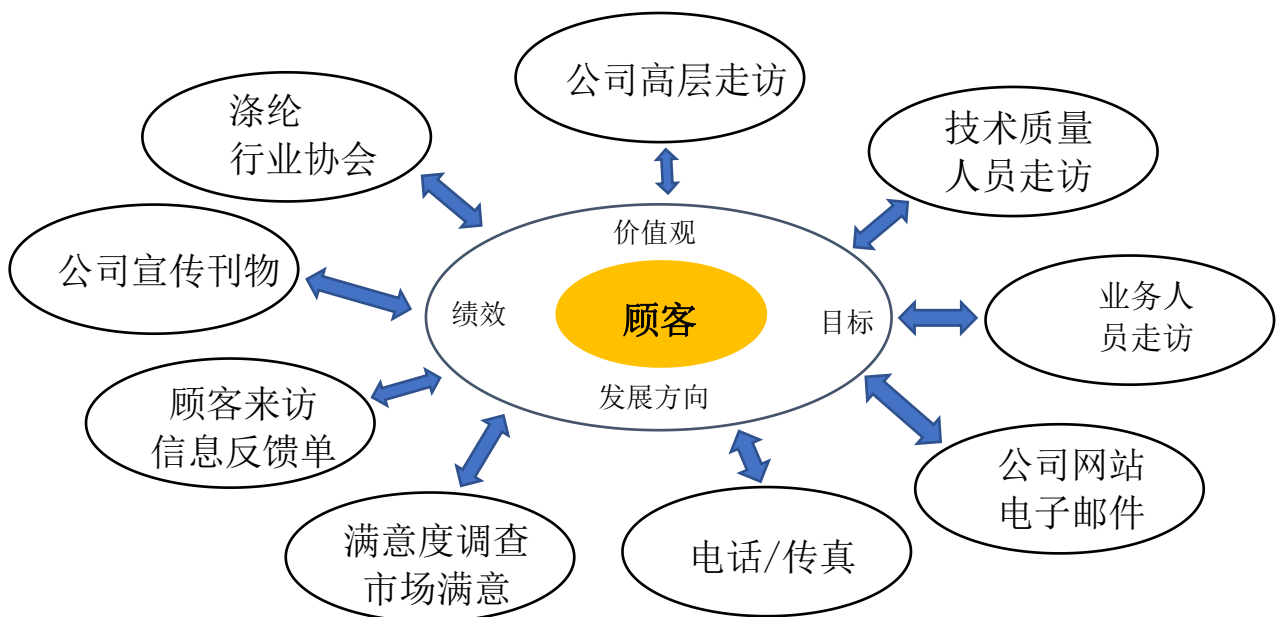 公司高层走访
涤纶
行业协会
技术质量
人员走访
公司宣传刊物
价值观
绩效
顾客
目标
发展方向
业务人
员走访
顾客来访
信息反馈单
公司网站
电子邮件
满意度调查
市场满意
电话/传真